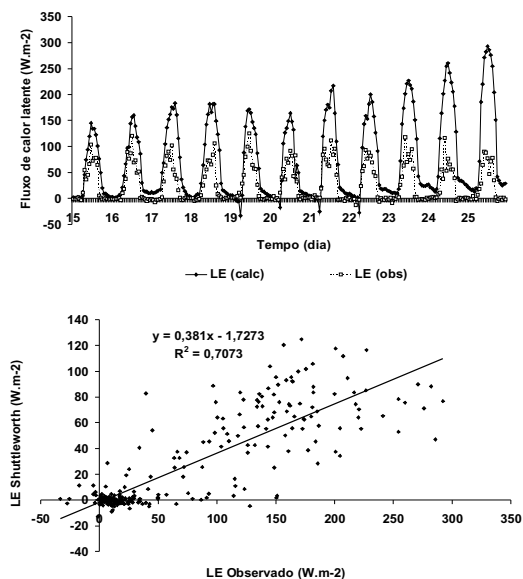 Fluxo de calor latente (W.m-2)
350
300
250
200
150
100
50
0
-50
15 16 17 18 19 20 21 22 23 24 25
Tempo (dia)
LE (calc) LE (obs)
LE Shuttleworth (W.m-2)
140
120
100
80
60
40
20
0
-20
-40
y = 0,381x - 1,7273
R² = 0,7073
-50 0 50 100 150 200 250 300 350
LE Observado (W.m-2)